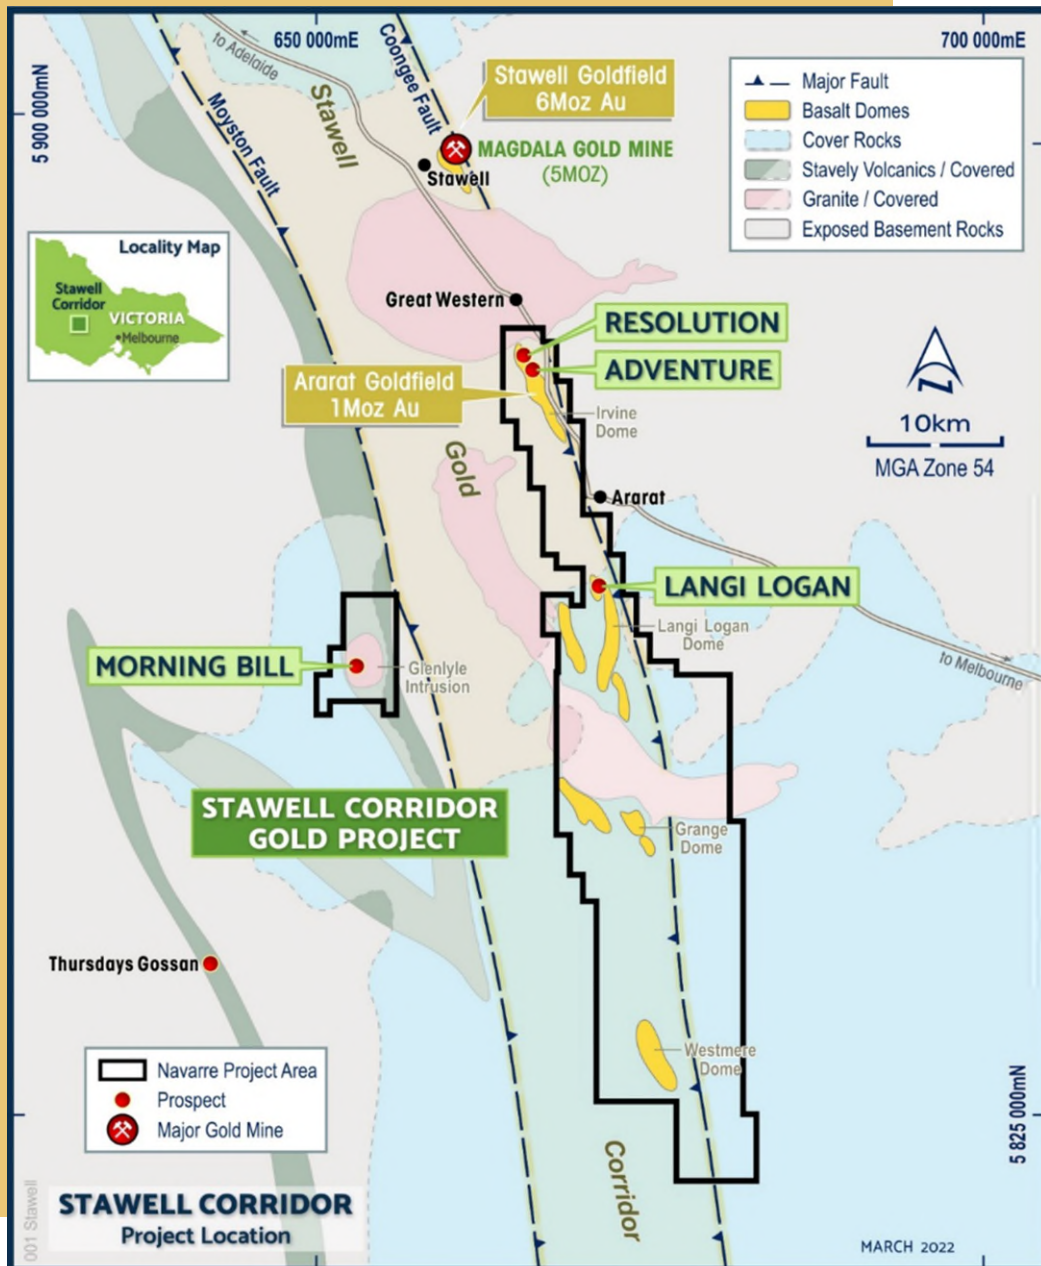 650 000mE
700 000mE
5 900 000mN
5 825 000mN
to Adelaide
Coongee Fault
Moyston Fault
Stawell
Gold
Corridor
Stawell Goldfield
6Moz Au
MAGDALA GOLD MINE
(5MOZ)
Stawell
Major Fault
Basalt Domes
Cover Rocks
Stavely Volcanics / Covered
Granite / Covered
Exposed Basement Rocks
Locality Map
Stawell
Corridor
VICTORIA
Melbourne
Great Western
RESOLUTION
ADVENTURE
Ararat Goldfield
1Moz Au
Irvine
Dome
N
10km
MGA Zone 54
Ararat
LANGI LOGAN
Langi Logan
Dome
to Melbourne
MORNING BILL
Glenlyle
Intrusion
STAWELL CORRIDOR
GOLD PROJECT
Grange
Dome
Thursdays Gossan
Westmere
Dome
Navarre Project Area
Prospect
Major Gold Mine
STAWELL CORRIDOR
Project Location
001 Stawell
MARCH 2022